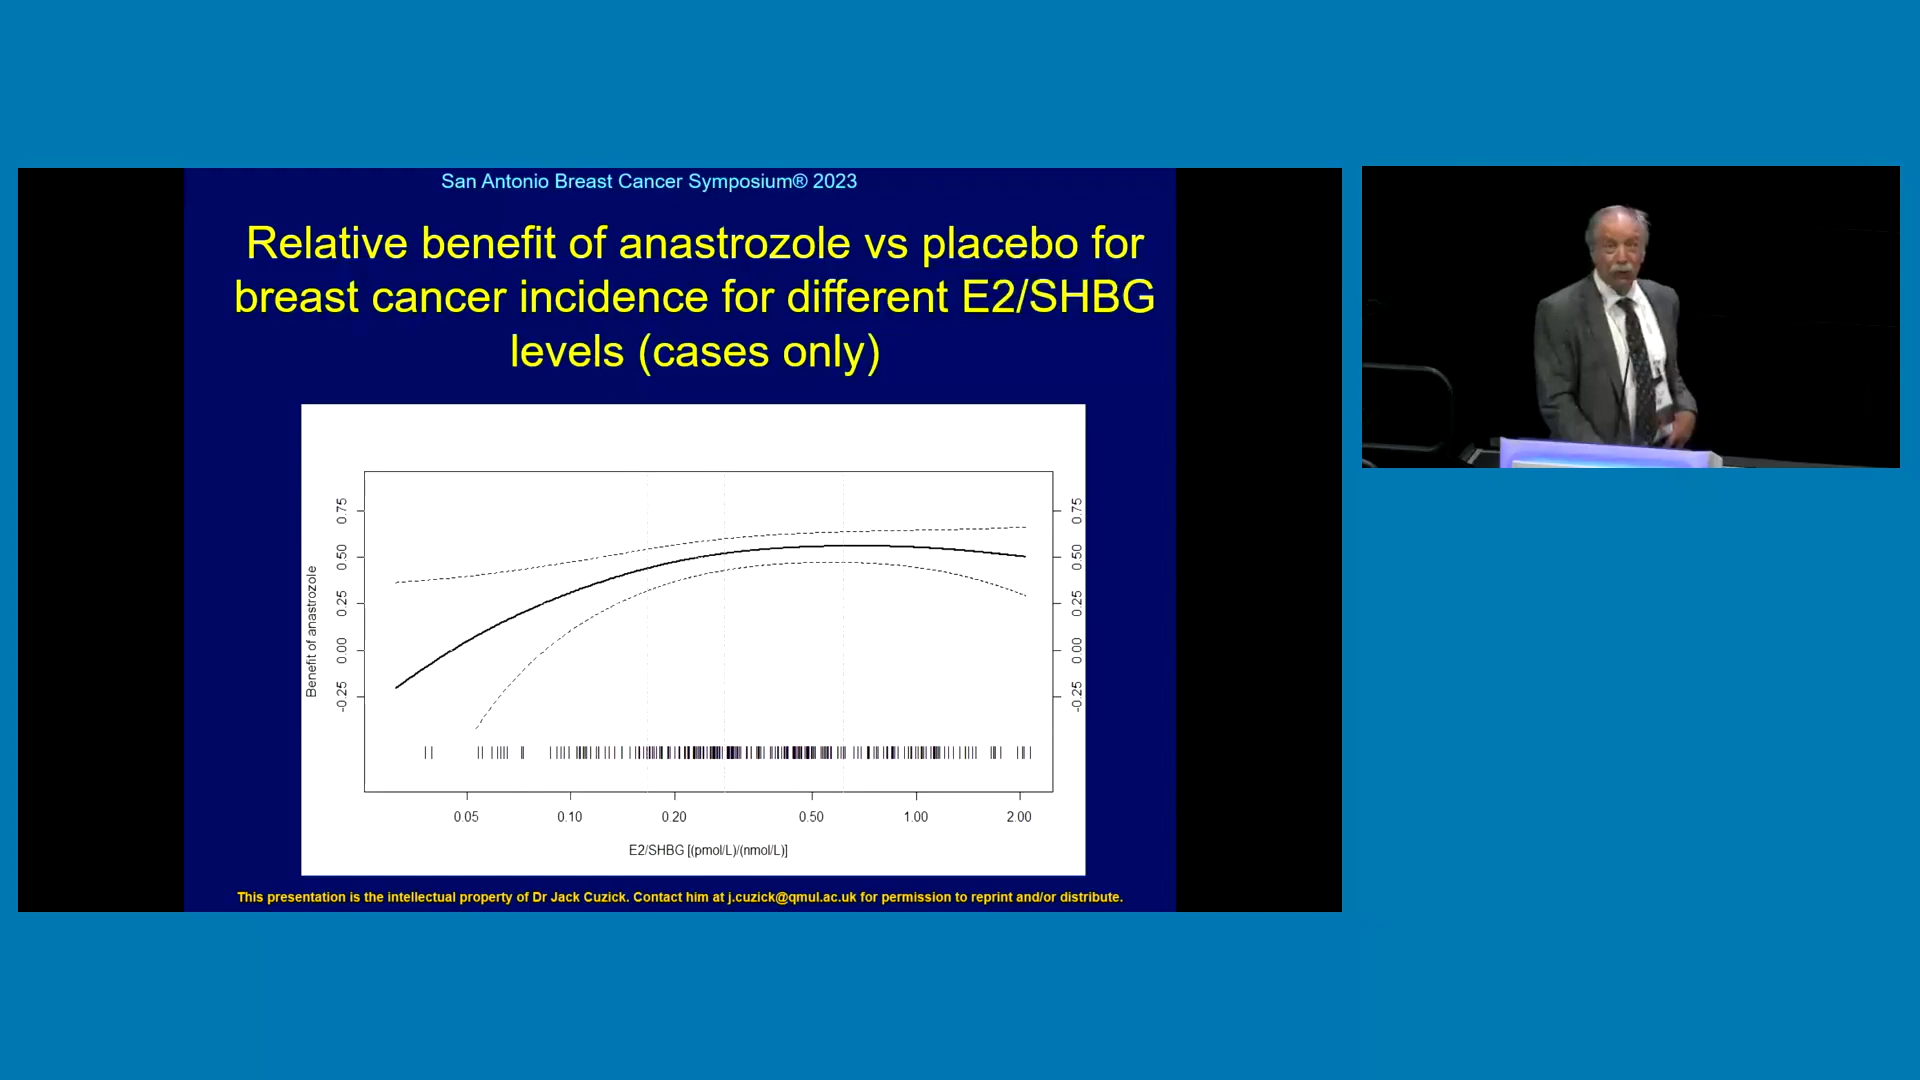 San Antonio Breast Cancer Symposium® 2023
Relative benefit of anastrozole vs placebo for
breast cancer incidence for different E2/SHBG
levels (cases only)
Benefit of anastrozole
0.75
0.50
0.25
0.00
-0.25
0.75
0.50
0.25
0.00
-0.25
0.05 0.10 0.20 0.50 1.00 2.00
E2/SHBG [(pmol/L)/(nmol/L)]
This presentation is the intellectual property of Dr Jack Cuzick. Contact him at j.cuzick@qmul.ac.uk for permission to reprint and/or distribute.